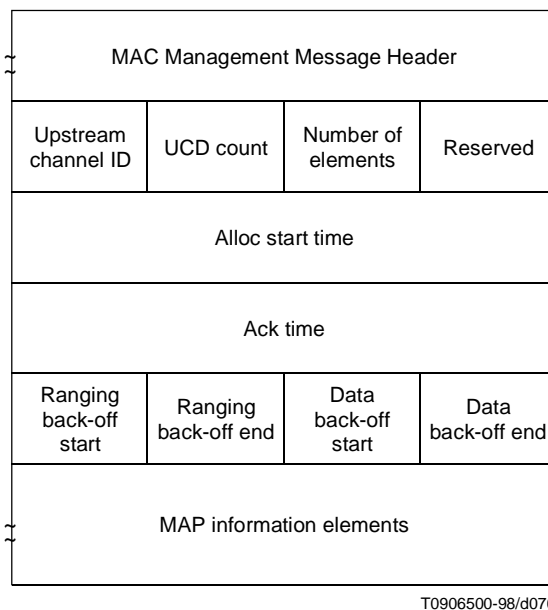 MAC Management Message Header
Upstream
channel ID
UCD count
Number of
elements
Reserved
Alloc start time
Ack time
Ranging
back-off
start
Ranging
back-off end
Data
back-off
start
Data
back-off end
MAP information elements